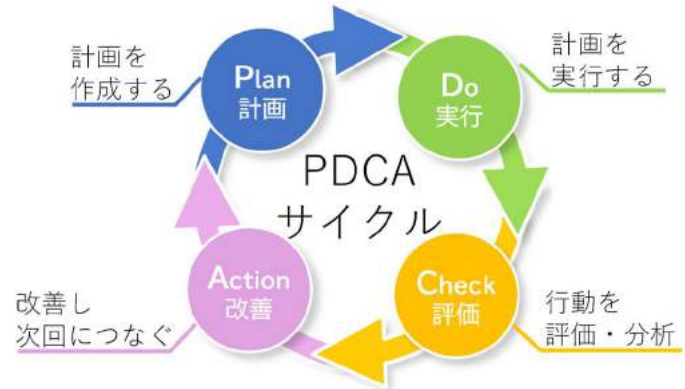 計画を
作成する
Plan
計画
Do
実行
計画を
実行する
PDCA
サイクル
Action
改善
Check
評価
改善し
次回につなぐ
行動を
評価・分析